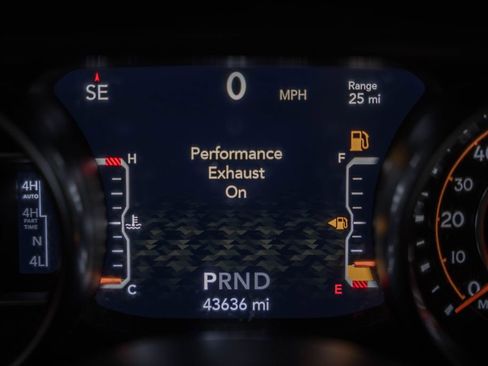 SE
0 MPH
Range
25 mi
H
F
Performance
Exhaust
On
4H
AUTO
4H
PART
TIME
N
4L
C
E
PRND
43636 mi
40
30
20
10
0